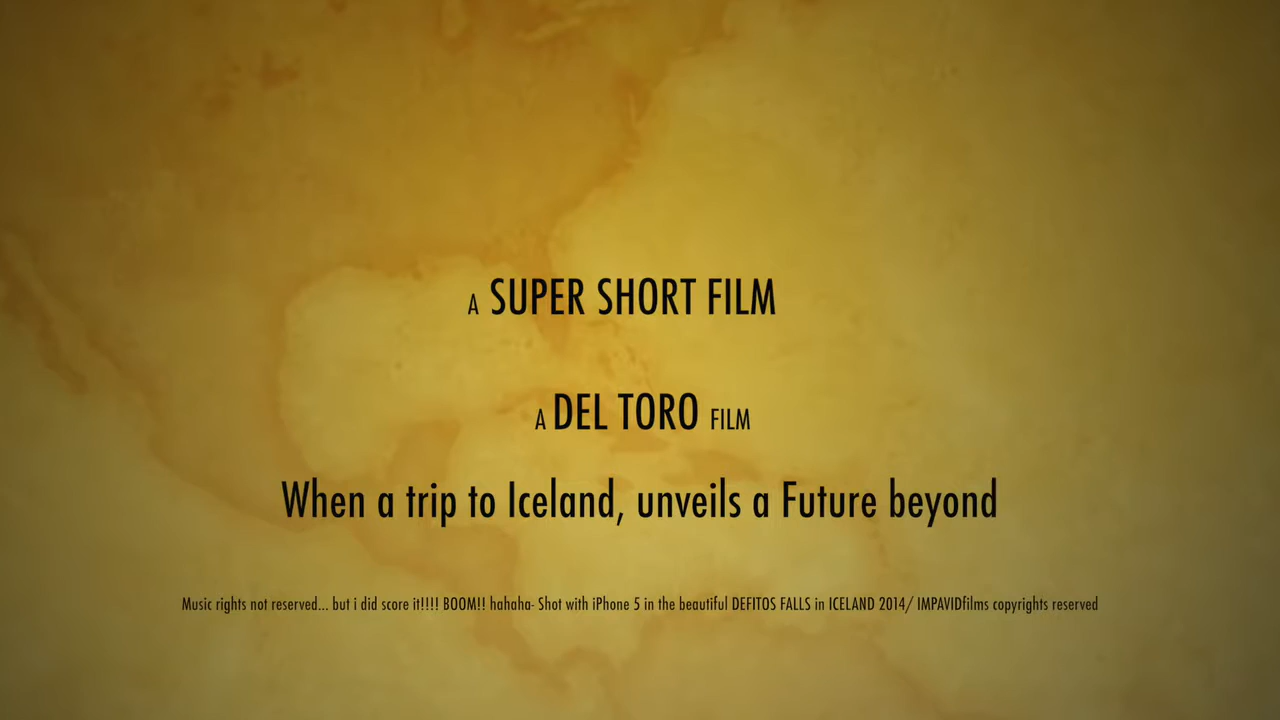 A SUPER SHORT FILM
A DEL TORO FILM
When a trip to Iceland, unveils a Future beyond
Music rights not reserved... but i did score it!!!! BOOM!! hahaha- Shot with iPhone 5 in the beautiful DEFITOS FALLS in ICELAND 2014/ IMPAVIDfilms copyrights reserved